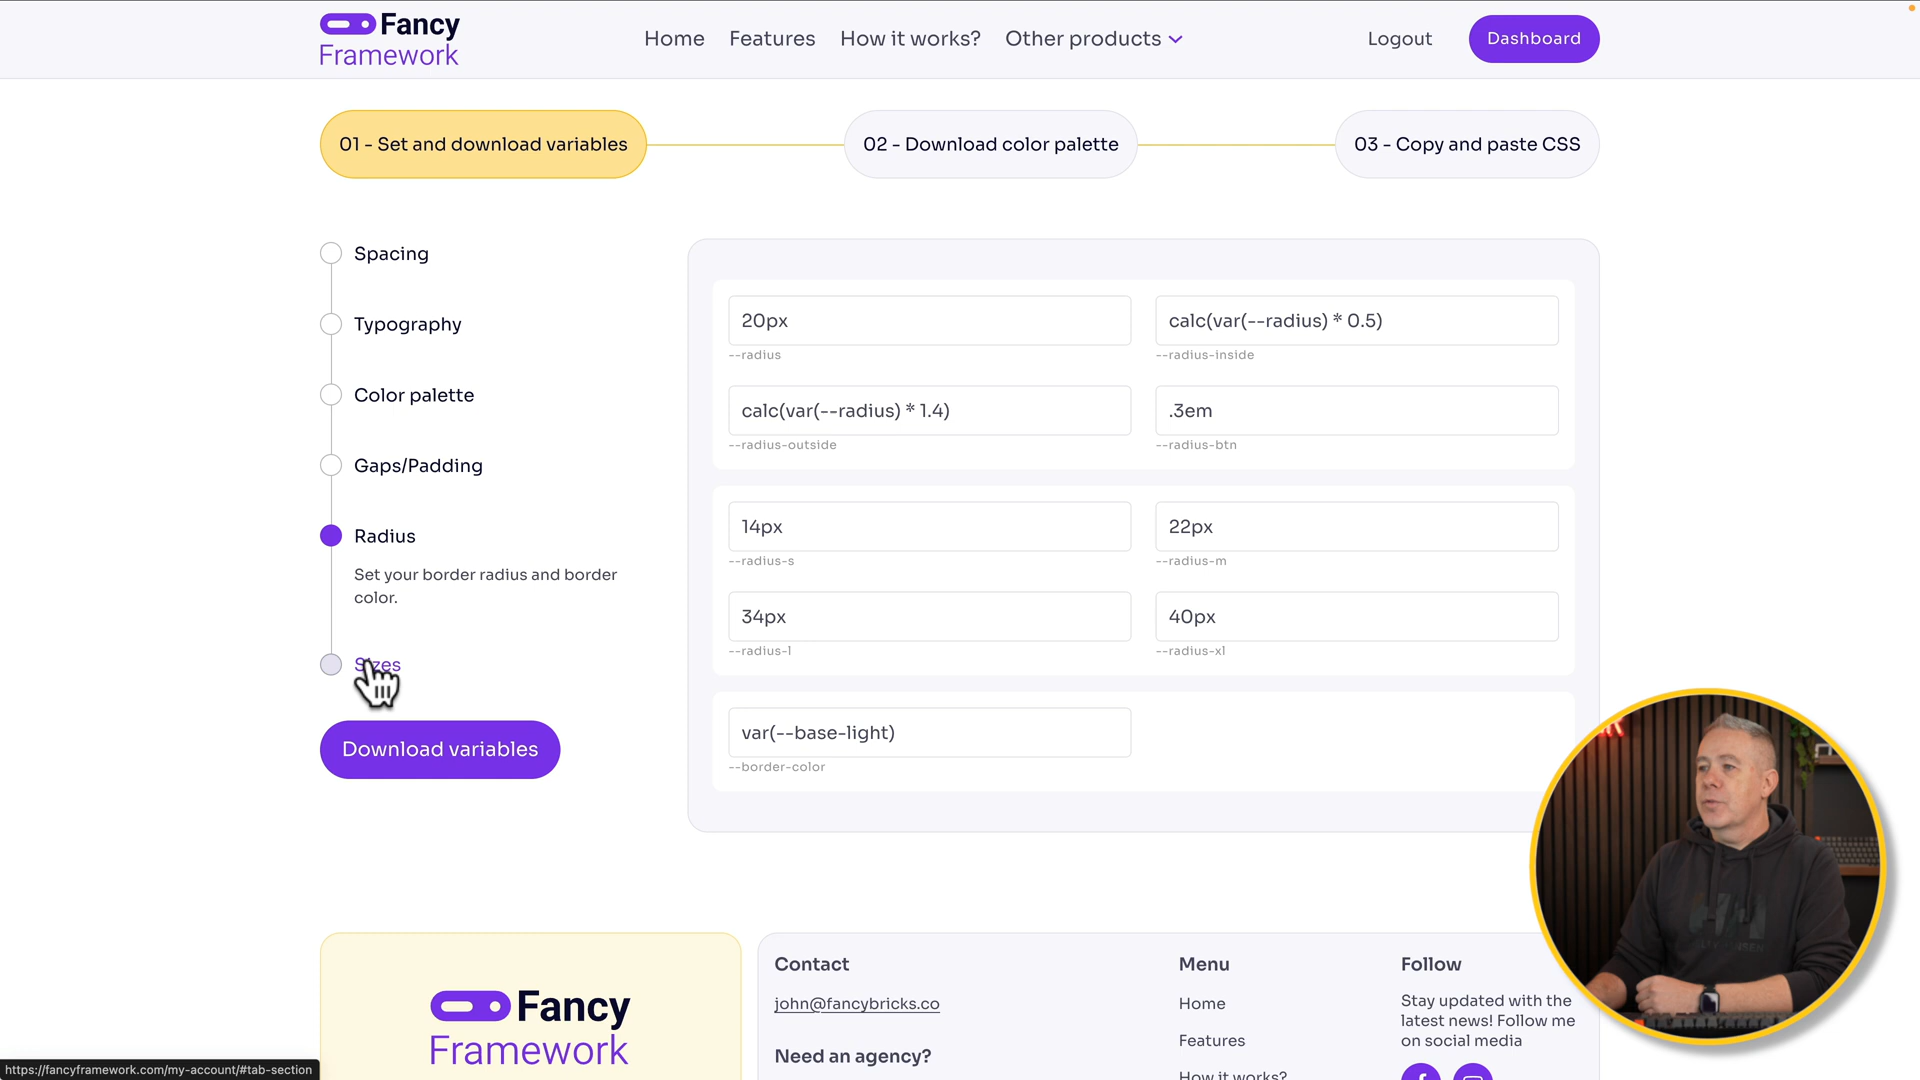 Fancy
Framework
Home
Features
How it works?
Other products
Logout
Dashboard
01 - Set and download variables
02 - Download color palette
03 - Copy and paste CSS
Spacing
Typography
Color palette
Gaps/Padding
Radius
Set your border radius and border
color.
Sizes
Download variables
20px
--radius
calc(var(--radius) * 0.5)
--radius-inside
calc(var(--radius) * 1.4)
--radius-outside
.3em
--radius-btn
14px
--radius-s
22px
--radius-m
34px
--radius-l
40px
--radius-xl
var(--base-light)
--border-color
Fancy
Framework
Contact
john@fancybricks.co
Need an agency?
Menu
Home
Features
How it works?
Follow
Stay updated with the
latest news! Follow me
on social media
https://fancyframework.com/my-account/#tab-section